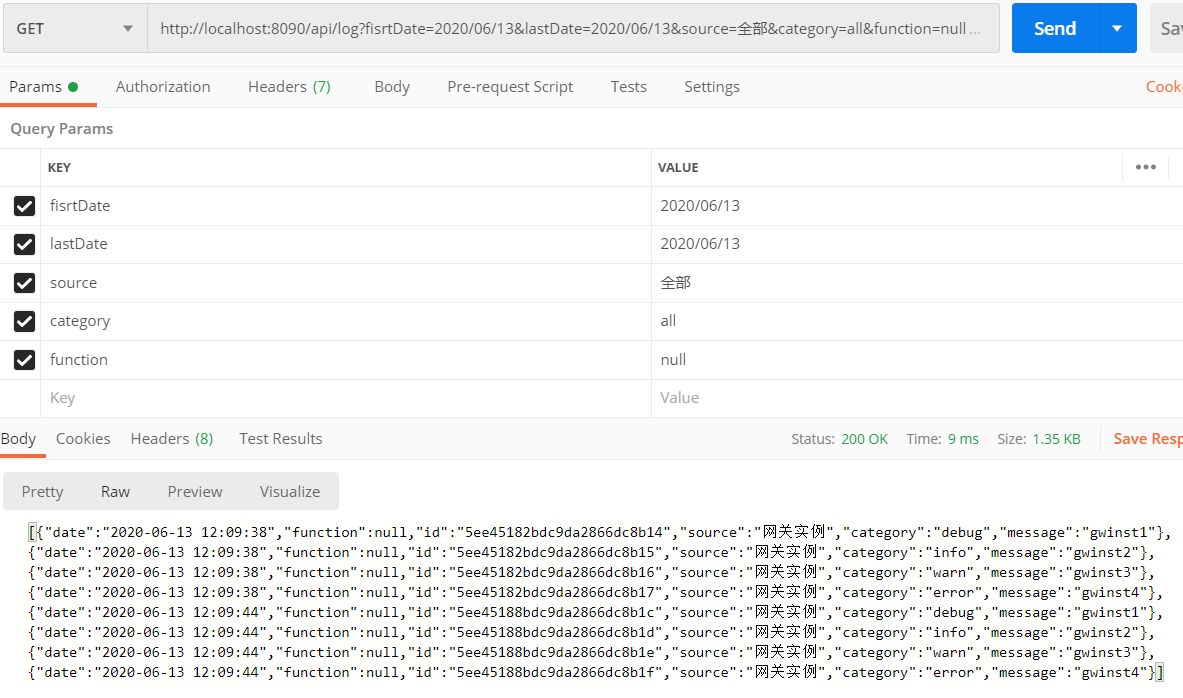 GET http://localhost:8090/api/log?fisrtDate=2020/06/13&lastDate=2020/06/13&source=全部&category=all&function=null ... Send
Params Authorization Headers (7) Body Pre-request Script Tests Settings
Query Params
KEY VALUE •••
fisrtDate 2020/06/13
lastDate 2020/06/13
source 全部
category all
function null
Key Value
Body Cookies Headers (8) Test Results Status: 200 OK Time: 9 ms Size: 1.35 KB Save
Pretty Raw Preview Visualize
[{"date":"2020-06-13 12:09:38","function":null,"id":"5ee45182bdc9da2866dc8b14","source":"网关实例","category":"debug","message":"gwinst1"},
{"date":"2020-06-13 12:09:38","function":null,"id":"5ee45182bdc9da2866dc8b15","source":"网关实例","category":"info","message":"gwinst2"},
{"date":"2020-06-13 12:09:38","function":null,"id":"5ee45182bdc9da2866dc8b16","source":"网关实例","category":"warn","message":"gwinst3"},
{"date":"2020-06-13 12:09:38","function":null,"id":"5ee45182bdc9da2866dc8b17","source":"网关实例","category":"error","message":"gwinst4"},
{"date":"2020-06-13 12:09:44","function":null,"id":"5ee45188bdc9da2866dc8b1c","source":"网关实例","category":"debug","message":"gwinst1"},
{"date":"2020-06-13 12:09:44","function":null,"id":"5ee45188bdc9da2866dc8b1d","source":"网关实例","category":"info","message":"gwinst2"},
{"date":"2020-06-13 12:09:44","function":null,"id":"5ee45188bdc9da2866dc8b1e","source":"网关实例","category":"warn","message":"gwinst3"},
{"date":"2020-06-13 12:09:44","function":null,"id":"5ee45188bdc9da2866dc8b1f","source":"网关实例","category":"error","message":"gwinst4"}]